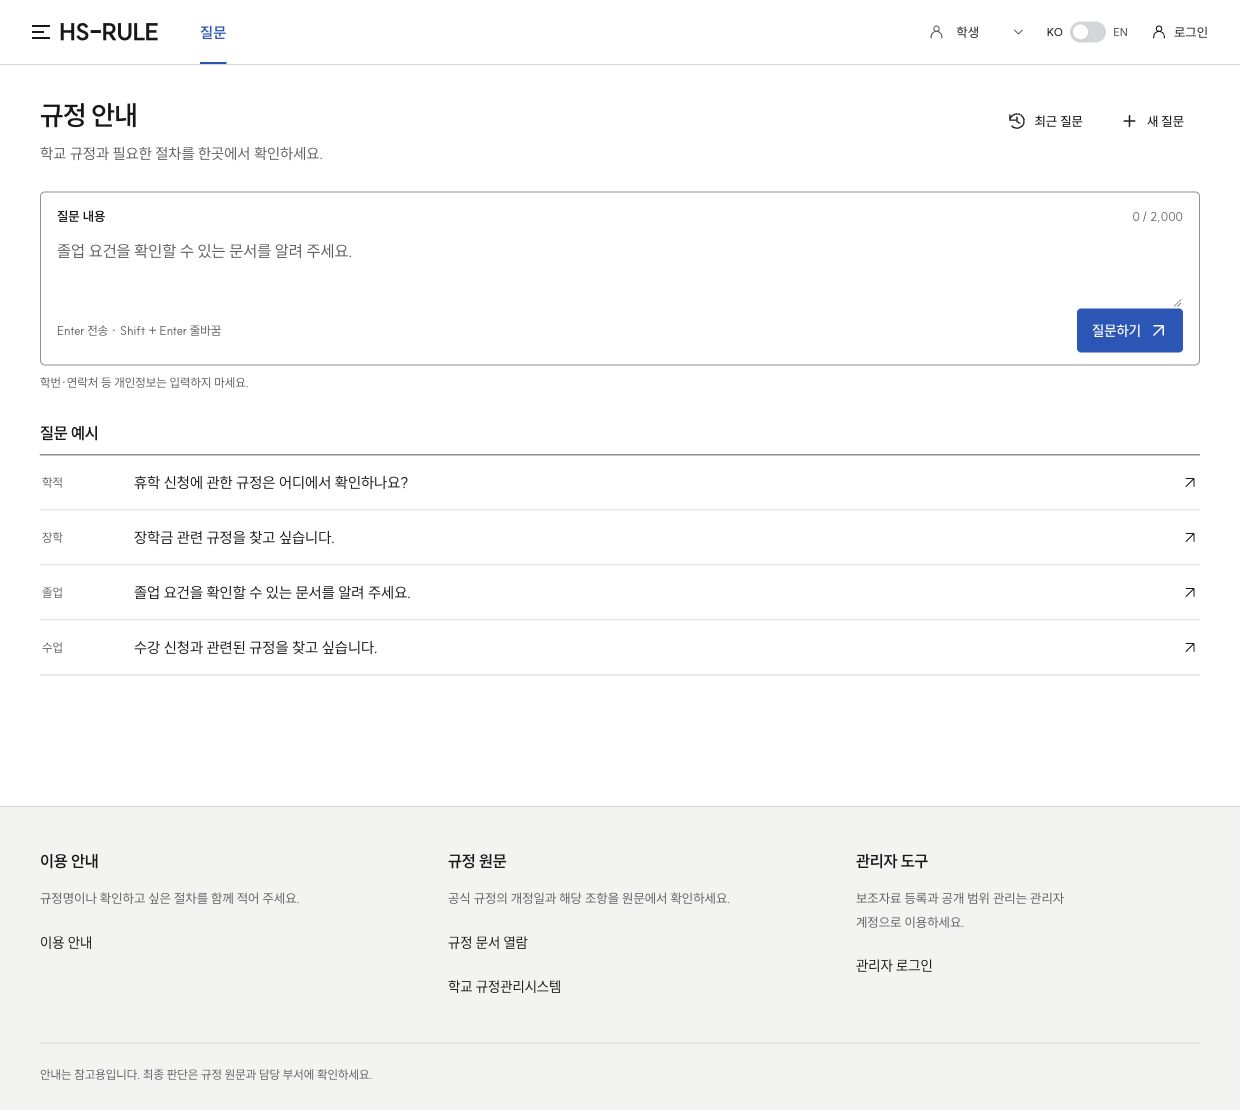 HS-RULE
질문
학생
KO
EN
로그인
규정 안내
최근 질문
새 질문
학교 규정과 필요한 절차를 한곳에서 확인하세요.
질문 내용
0 / 2,000
졸업 요건을 확인할 수 있는 문서를 알려 주세요.
Enter 전송 · Shift + Enter 줄바꿈
질문하기
학번·연락처 등 개인정보는 입력하지 마세요.
질문 예시
학적
휴학 신청에 관한 규정은 어디에서 확인하나요?
장학
장학금 관련 규정을 찾고 싶습니다.
졸업
졸업 요건을 확인할 수 있는 문서를 알려 주세요.
수업
수강 신청과 관련된 규정을 찾고 싶습니다.
이용 안내
규정명이나 확인하고 싶은 절차를 함께 적어 주세요.
이용 안내
규정 원문
공식 규정의 개정일과 해당 조항을 원문에서 확인하세요.
규정 문서 열람
학교 규정관리시스템
관리자 도구
보조자료 등록과 공개 범위 관리는 관리자
계정으로 이용하세요.
관리자 로그인
안내는 참고용입니다. 최종 판단은 규정 원문과 담당 부서에 확인하세요.